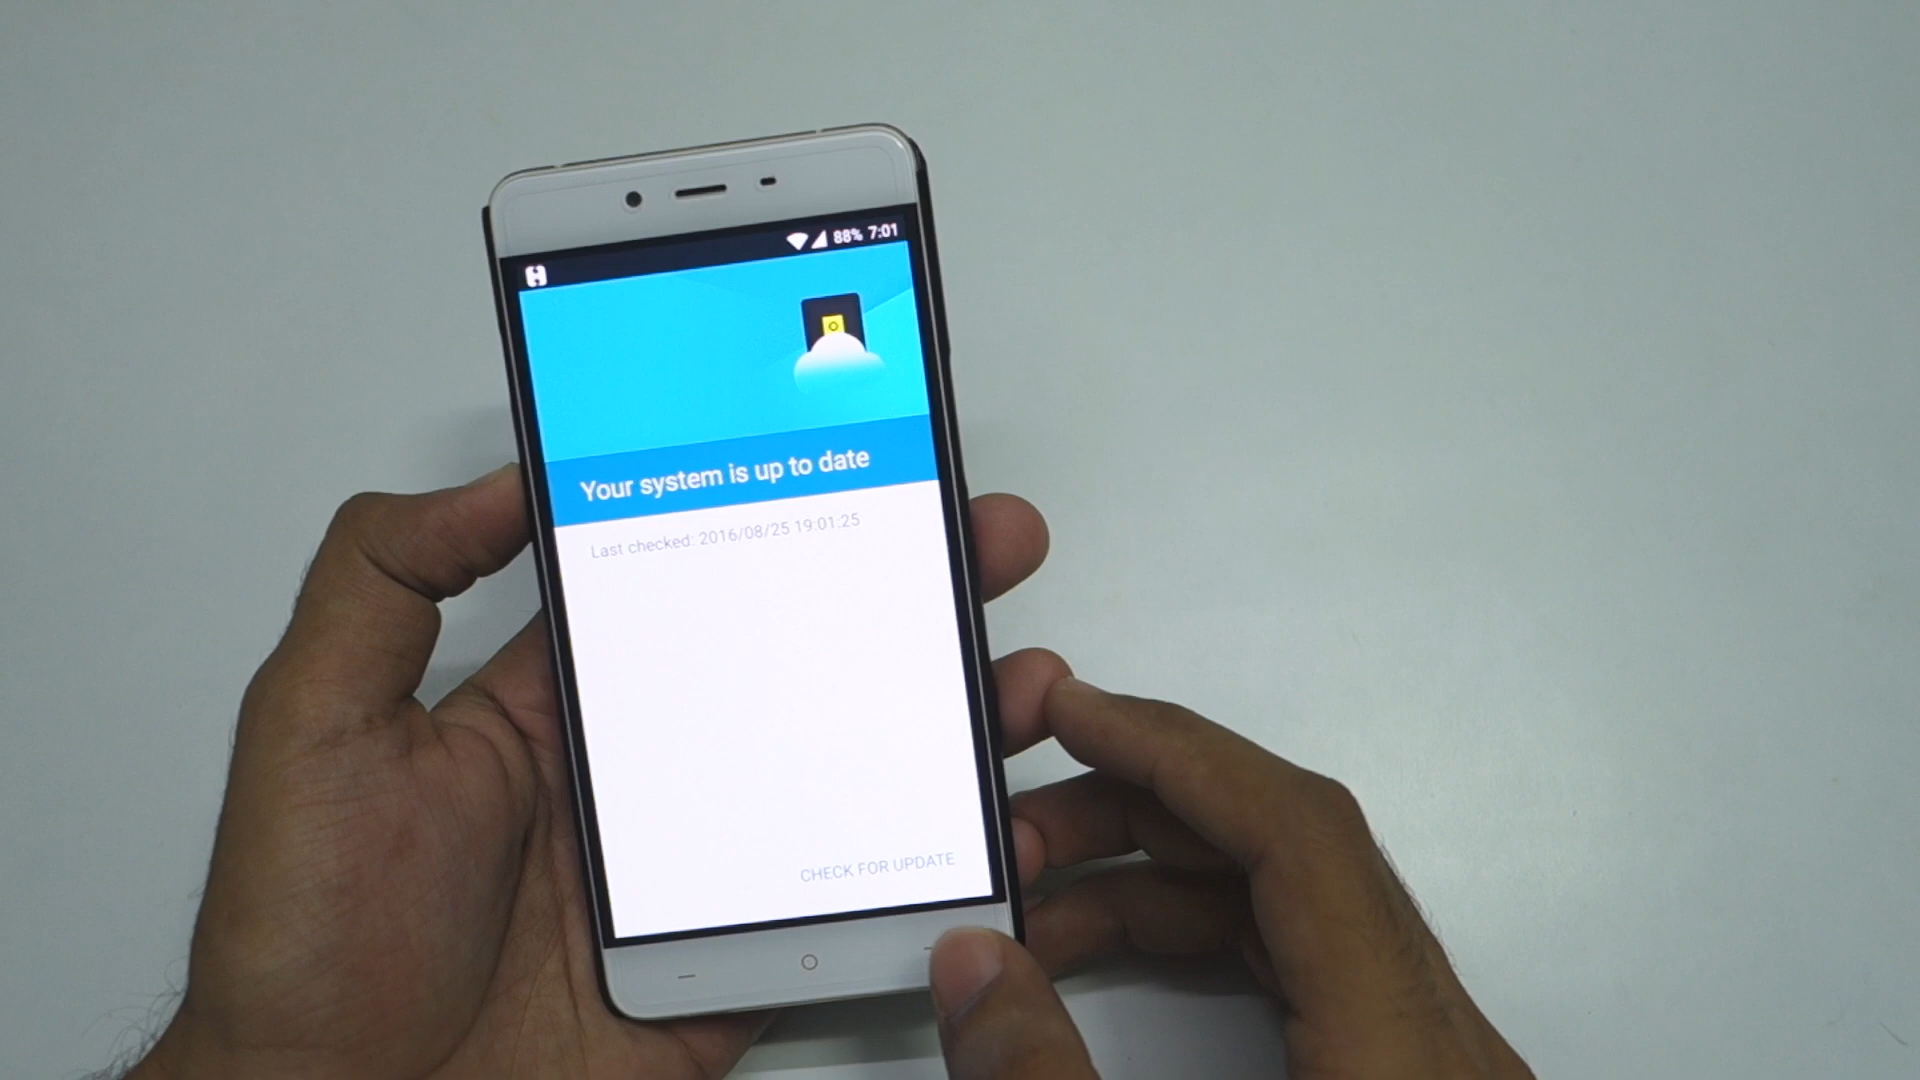 88% 7:01
Your system is up to date
Last checked: 2016/08/25 19:01:25
CHECK FOR UPDATE